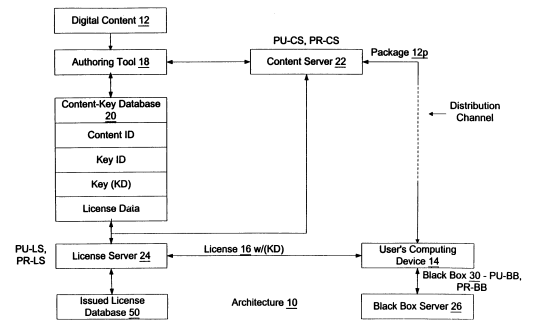 Digital Content 12
PU-CS, PR-CS
Package 12p
Authoring Tool 18
Content Server 22
Content-Key Database
20
Distribution
Channel
Content ID
Key ID
Key (KD)
License Data
PU-LS,
PR-LS
License Server 24
License 16 w/(KD)
User's Computing
Device 14
Black Box 30 - PU-BB,
PR-BB
Issued License
Database 50
Architecture 10
Black Box Server 26